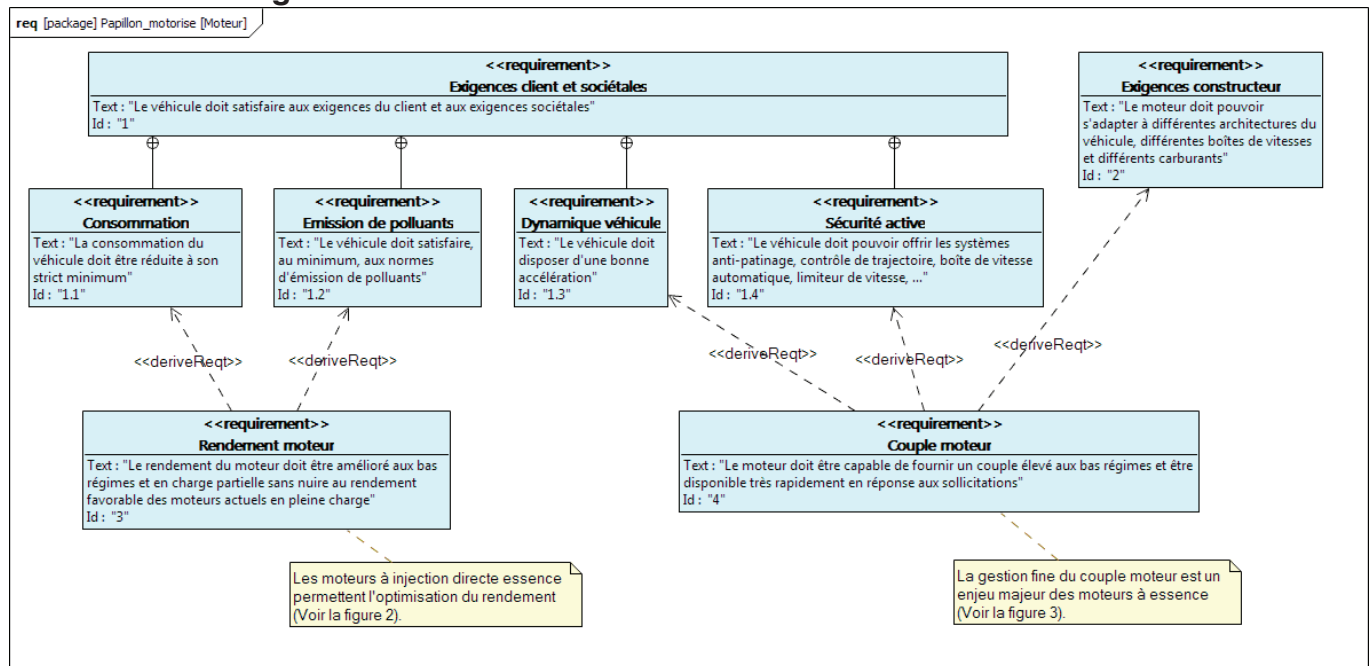 req [package] Papillon_motorise [Moteur]
<<requirement>>
Exigences client et sociétales
Text : "Le véhicule doit satisfaire aux exigences du client et aux exigences sociétales"
Id : "1"
<<requirement>>
Exigences constructeur
Text : "Le moteur doit pouvoir
s'adapter à différentes architectures du
véhicule, différentes boîtes de vitesses
et différents carburants"
Id : "2"
<<requirement>>
Consommation
Text : "La consommation du
véhicule doit être réduite à son
strict minimum"
Id : "1.1"
<<requirement>>
Emission de polluants
Text : "Le véhicule doit satisfaire,
au minimum, aux normes
d'émission de polluants"
Id : "1.2"
<<requirement>>
Dynamique véhicule
Text : "Le véhicule doit
disposer d'une bonne
accélération"
Id : "1.3"
<<requirement>>
Sécurité active
Text : "Le véhicule doit pouvoir offrir les systèmes
anti-patinage, contrôle de trajectoire, boîte de vitesse
automatique, limiteur de vitesse, ..."
Id : "1.4"
<<deriveReqt>>
<<deriveReqt>>
<<deriveReqt>>
<<deriveReqt>>
<<deriveReqt>>
<<requirement>>
Rendement moteur
Text : "Le rendement du moteur doit être amélioré aux bas
régimes et en charge partielle sans nuire au rendement
favorable des moteurs actuels en pleine charge"
Id : "3"
<<requirement>>
Couple moteur
Text : "Le moteur doit être capable de fournir un couple élevé aux bas régimes et être
disponible très rapidement en réponse aux sollicitations"
Id : "4"
Les moteurs à injection directe essence
permettent l'optimisation du rendement
(Voir la figure 2).
La gestion fine du couple moteur est un
enjeu majeur des moteurs à essence
(Voir la figure 3).